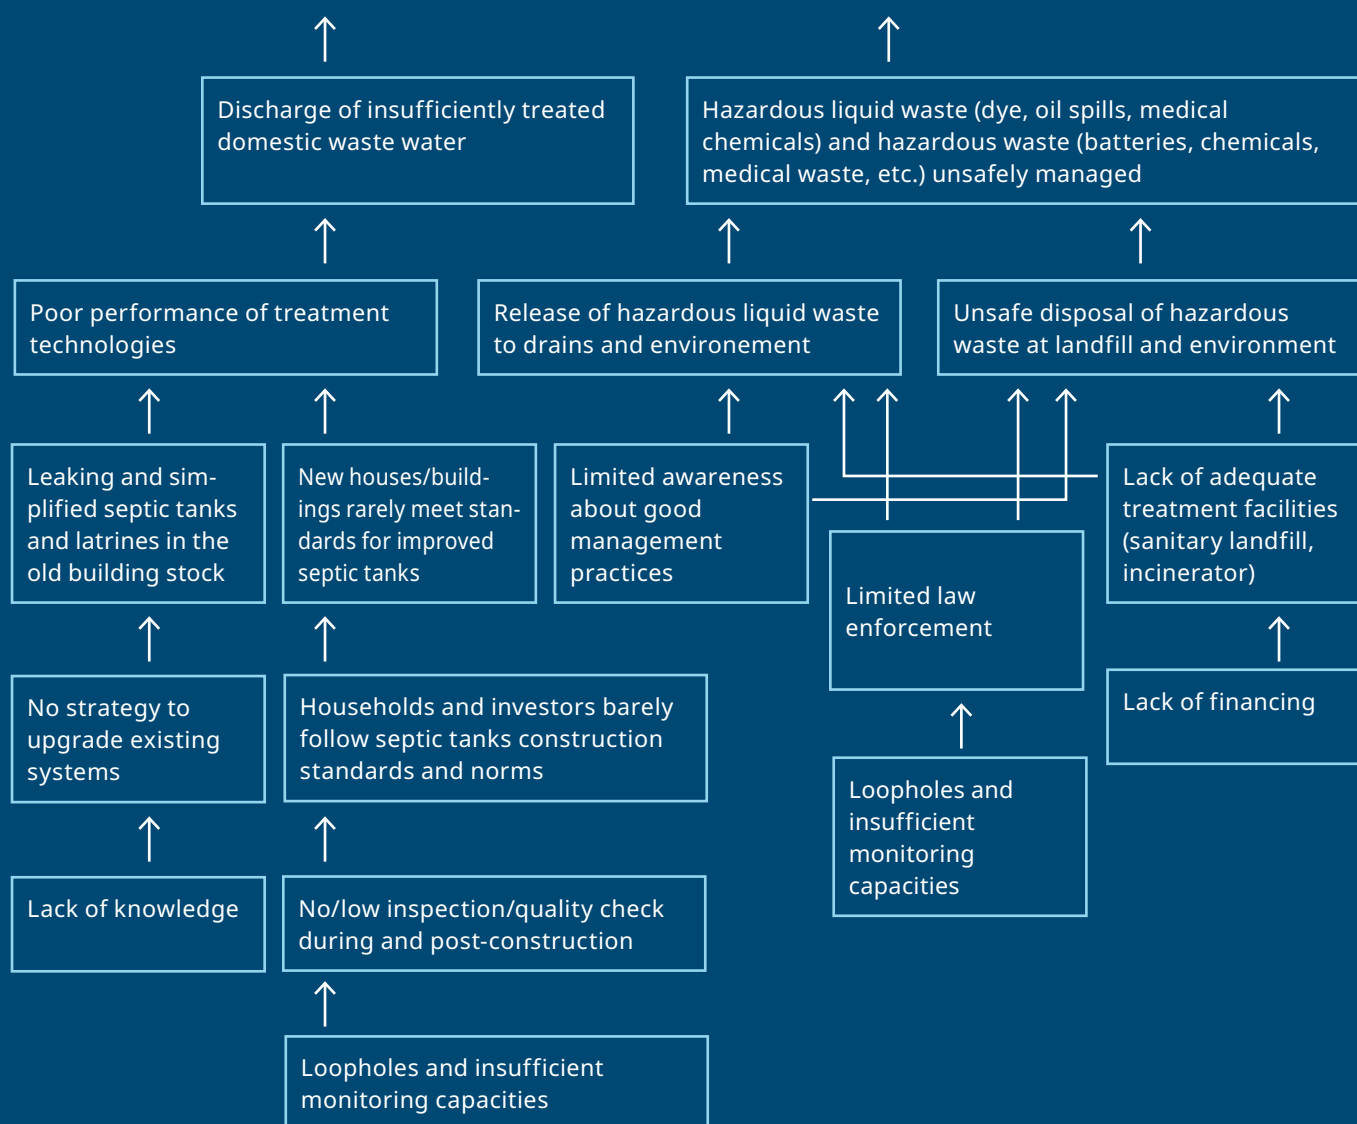 Discharge of insufficiently treated
domestic waste water
Hazardous liquid waste (dye, oil spills, medical
chemicals) and hazardous waste (batteries, chemicals,
medical waste, etc.) unsafely managed
Poor performance of treatment
technologies
Release of hazardous liquid waste
to drains and environement
Unsafe disposal of hazardous
waste at landfill and environment
Leaking and sim-
plified septic tanks
and latrines in the
old building stock
New houses/build-
ings rarely meet stan-
dards for improved
septic tanks
Limited awareness
about good
management
practices
Limited law
enforcement
Lack of adequate
treatment facilities
(sanitary landfill,
incinerator)
No strategy to
upgrade existing
systems
Households and investors barely
follow septic tanks construction
standards and norms
Loopholes and
insufficient
monitoring
capacities
Lack of financing
Lack of knowledge
No/low inspection/quality check
during and post-construction
Loopholes and insufficient
monitoring capacities